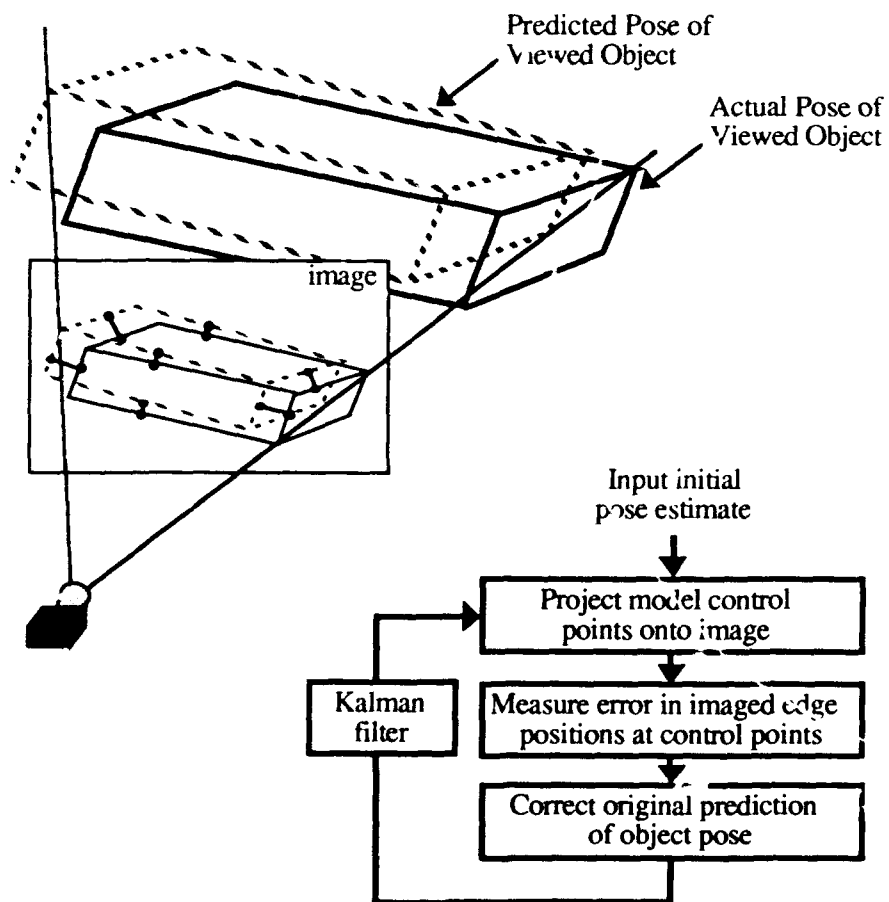 Predicted Pose of
Viewed Object
Actual Pose of
Viewed Object
image
Input initial
pose estimate
Project model control
points onto image
Kalman
filter
Measure error in imaged edge
positions at control points
Correct original prediction
of object pose